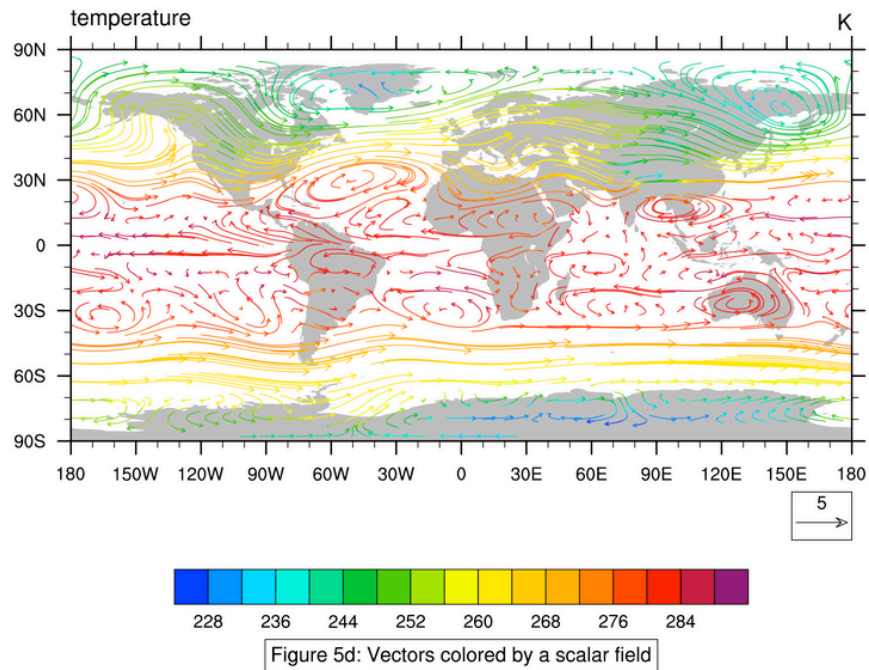 temperature K
90N
60N
30N
0
30S
60S
90S
180 150W 120W 90W 60W 30W 0 30E 60E 90E 120E 150E 180
5
228 236 244 252 260 268 276 284
Figure 5d: Vectors colored by a scalar field